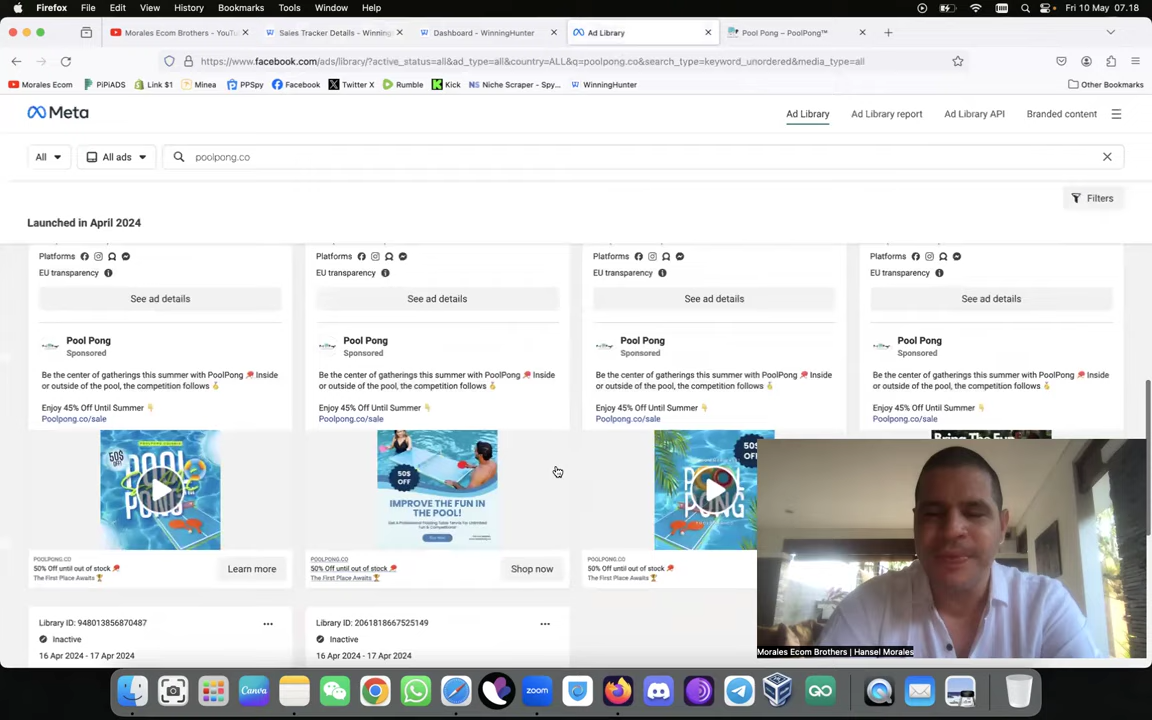 Firefox File Edit View History Bookmarks Tools Window Help Fri 10 May 07.18
Morales Ecom Brothers - YouTu Sales Tracker Details - Winning Dashboard - WinningHunter Ad Library Pool Pong – PoolPong™
https://www.facebook.com/ads/library/?active_status=all&ad_type=all&country=ALL&q=poolpong.co&search_type=keyword_unordered&media_type=all
Morales Ecom PiPiADS Link $1 Minea PPSpy Facebook Twitter X Rumble Kick Niche Scraper - Spy... WinningHunter Other Bookmarks
Meta Ad Library Ad Library report Ad Library API Branded content
All All ads poolpong.co
Filters
Launched in April 2024
Platforms Platforms Platforms Platforms
EU transparency EU transparency EU transparency EU transparency
See ad details See ad details See ad details See ad details
Pool Pong Pool Pong Pool Pong Pool Pong
Sponsored Sponsored Sponsored Sponsored
Be the center of gatherings this summer with PoolPong 🏓 Inside Be the center of gatherings this summer with PoolPong 🏓 Inside Be the center of gatherings this summer with PoolPong 🏓 Inside Be the center of gatherings this summer with PoolPong 🏓 Inside
or outside of the pool, the competition follows 🏅 or outside of the pool, the competition follows 🏅 or outside of the pool, the competition follows 🏅 or outside of the pool, the competition follows 🏅
Enjoy 45% Off Until Summer 👇 Enjoy 45% Off Until Summer 👇 Enjoy 45% Off Until Summer 👇 Enjoy 45% Off Until Summer 👇
Poolpong.co/sale Poolpong.co/sale Poolpong.co/sale Poolpong.co/sale
50$ OFF!
POOL PONG
50$ OFF
IMPROVE THE FUN IN
THE POOL!
50$
OFF
Bring The Fun
POOLPONG.CO POOLPONG.CO POOLPONG.CO
50% Off until out of stock 🏓 Learn more 50% Off until out of stock 🏓 Shop now 50% Off until out of stock 🏓
The First Place Awaits 🏆 The First Place Awaits 🏆 The First Place Awaits 🏆
Library ID: 948013856870487 Library ID: 2061818667525149
Inactive Inactive
16 Apr 2024 - 17 Apr 2024 16 Apr 2024 - 17 Apr 2024
Morales Ecom Brothers | Hansel Morales
Canva zoom